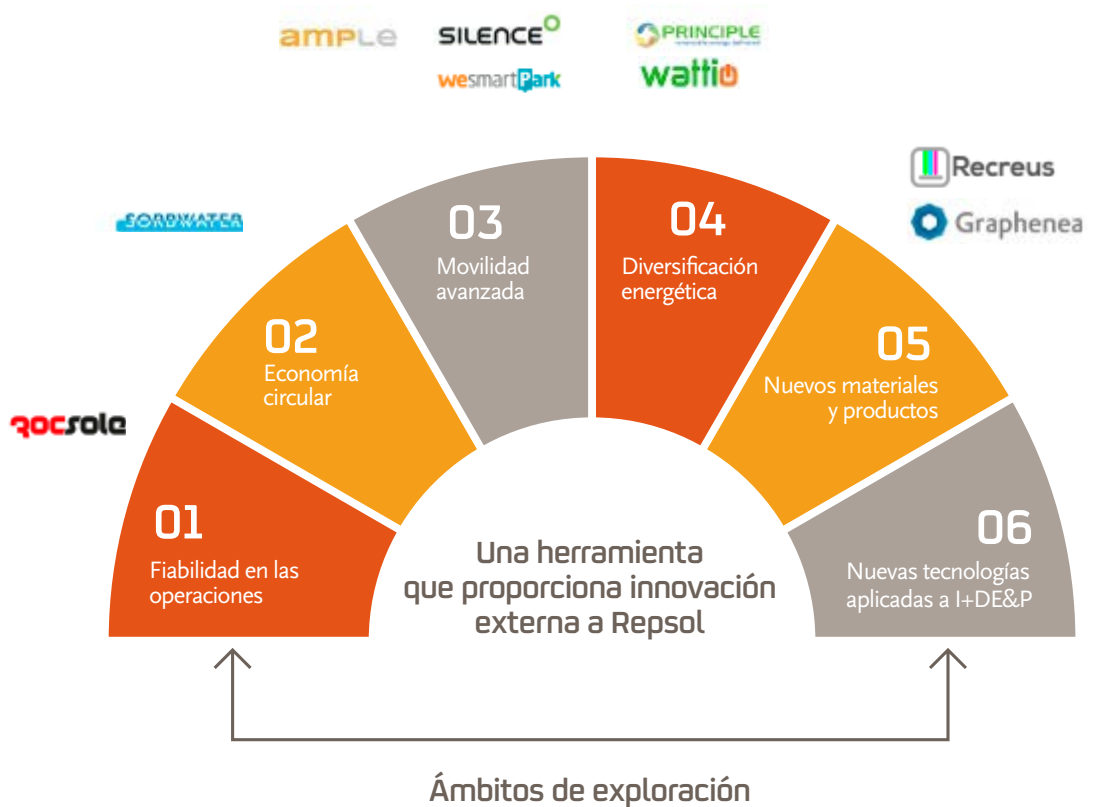 amPLe
SILENCE
PRINCIPLE
wesmartPark
wattio
Recreus
Graphenea
SORBWATER
rocsole
03
Movilidad
avanzada
04
Diversificación
energética
02
Economía
circular
05
Nuevos materiales
y productos
01
Fiabilidad en las
operaciones
06
Nuevas tecnologías
aplicadas a I+DE&P
Una herramienta
que proporciona innovación
externa a Repsol
Ámbitos de exploración